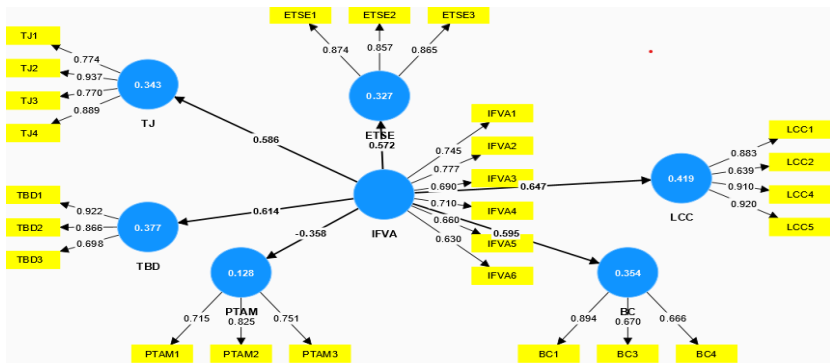 ETSE1
ETSE2
ETSE3
0.874
0.857
0.865
TJ1
TJ2
TJ3
TJ4
0.774
0.937
0.770
0.889
0.343
TJ
0.327
ETSE
0.572
0.586
IFVA1
IFVA2
IFVA3
IFVA4
IFVA5
IFVA6
0.745
0.777
0.690
0.710
0.660
0.630
IFVA
0.647
0.419
LCC
0.883
0.639
0.910
0.920
LCC1
LCC2
LCC4
LCC5
TBD1
TBD2
TBD3
0.922
0.866
0.698
0.377
TBD
0.614
-0.358
0.595
0.128
PTAM
0.715
0.825
0.751
PTAM1
PTAM2
PTAM3
0.354
BC
0.894
0.670
0.666
BC1
BC3
BC4